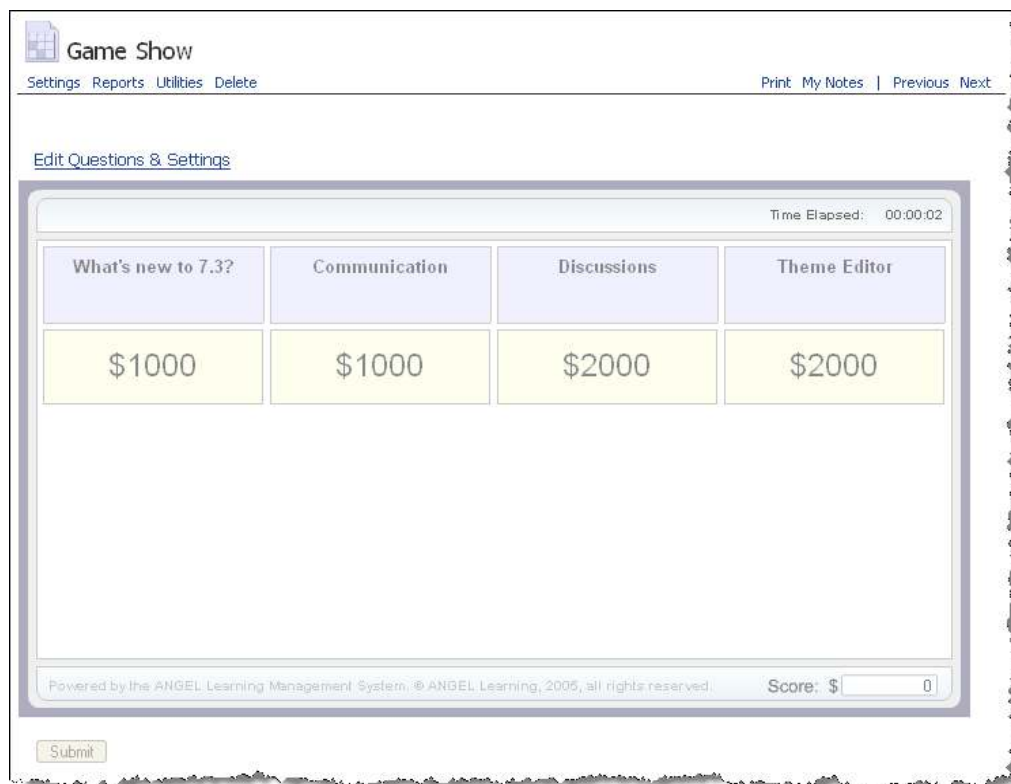 Game Show
Settings Reports Utilities Delete Print My Notes | Previous Next
Edit Questions & Settings
Time Elapsed: 00:00:02
What's new to 7.3? Communication Discussions Theme Editor
$1000 $1000 $2000 $2000
Powered by the ANGEL Learning Management System. © ANGEL Learning, 2006, all rights reserved. Score: $ 0
Submit